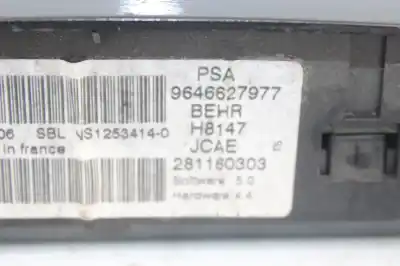 PSA
9646627977
BEHR
06 SBL NS1253414-0 H8147
in france JCAE
281160303
Software 5.0
Hardware 4.4